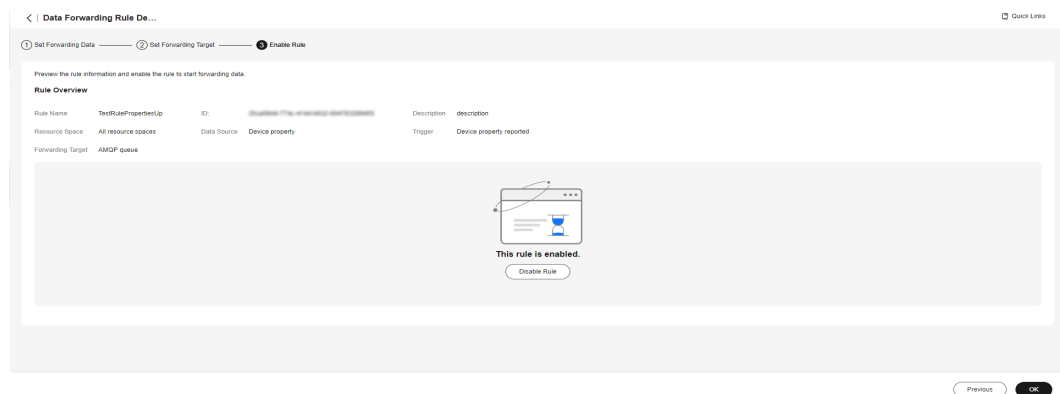 Data Forwarding Rule De...
Quick Links
1 Set Forwarding Data 2 Set Forwarding Target 3 Enable Rule
Preview the rule information and enable the rule to start forwarding data.
Rule Overview
Rule Name TestRulePropertiesUp ID: Description description
Resource Space All resource spaces Data Source Device property Trigger Device property reported
Forwarding Target AMQP queue
This rule is enabled.
Disable Rule
Previous OK